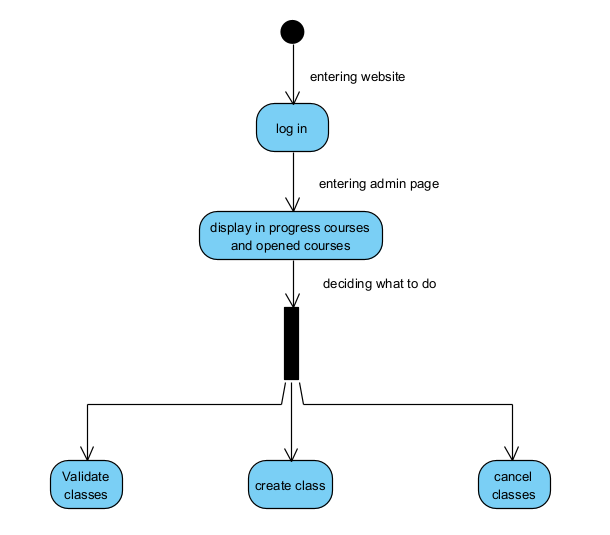 entering website
log in
entering admin page
display in progress courses
and opened courses
deciding what to do
Validate
classes
create class
cancel
classes